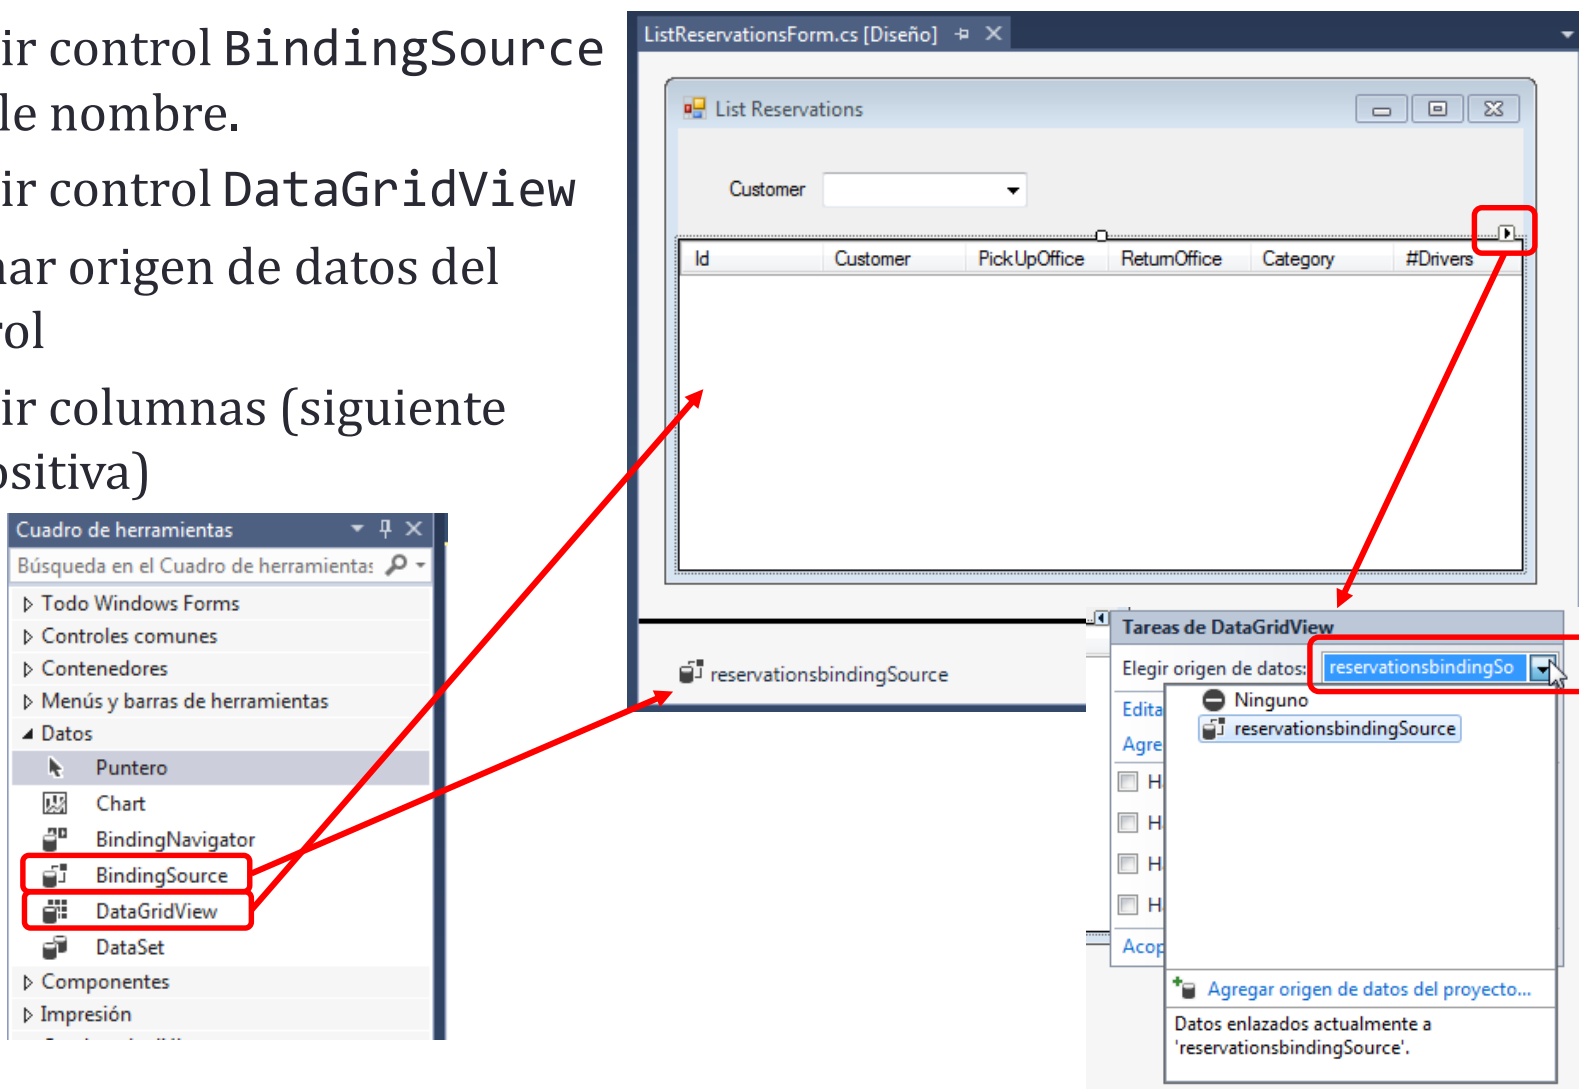 ir control BindingSource
le nombre.
ir control DataGridView
nar origen de datos del
rol
ir columnas (siguiente
ositiva)
Cuadro de herramientas
Búsqueda en el Cuadro de herramientas
Todo Windows Forms
Controles comunes
Contenedores
Menús y barras de herramientas
Datos
Puntero
Chart
BindingNavigator
BindingSource
DataGridView
DataSet
Componentes
Impresión
ListReservationsForm.cs [Diseño]
List Reservations
Customer
Id Customer PickUpOffice ReturnOffice Category #Drivers
reservationsbindingSource
Tareas de DataGridView
Elegir origen de datos: reservationsbindingSo
Edita
Agre
H
H
H
H
Acop
Ninguno
reservationsbindingSource
Agregar origen de datos del proyecto...
Datos enlazados actualmente a
'reservationsbindingSource'.